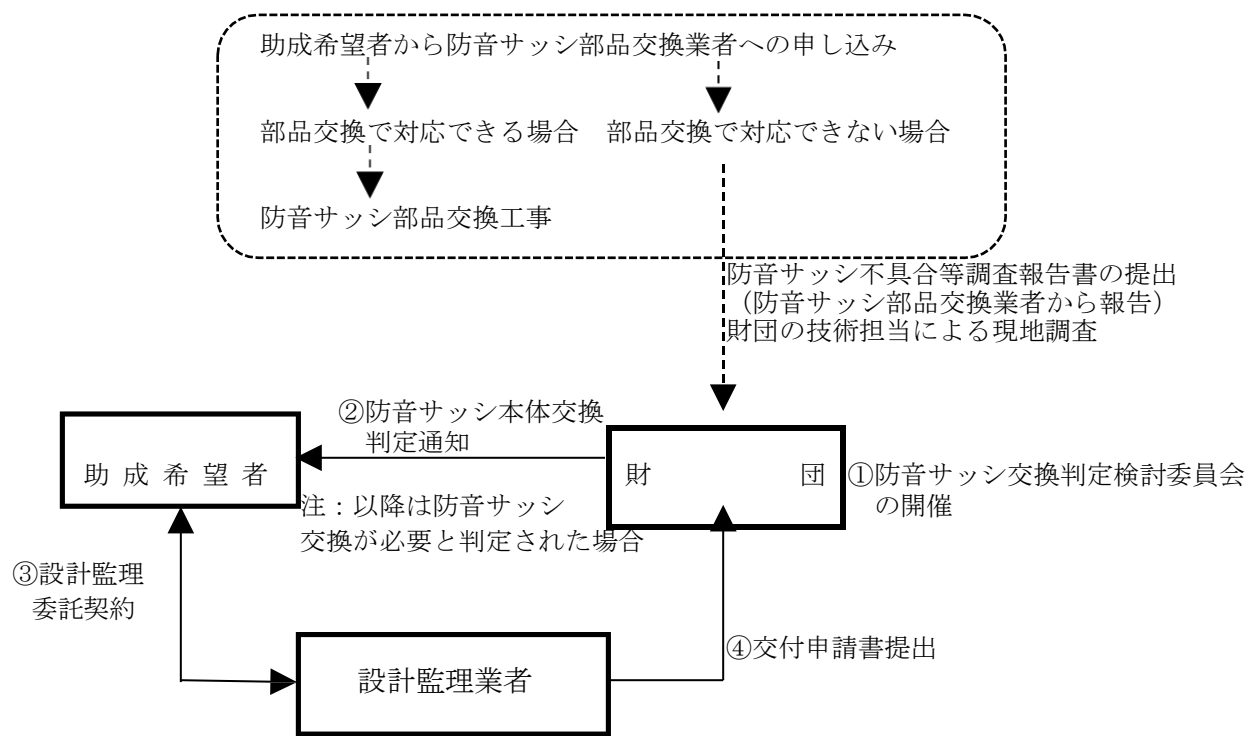 助成希望者から防音サッシ部品交換業者への申し込み
部品交換で対応できる場合
部品交換で対応できない場合
防音サッシ部品交換工事
防音サッシ不具合等調査報告書の提出
（防音サッシ部品交換業者から報告）
財団の技術担当による現地調査
②防音サッシ本体交換
判定通知
助成希望者
財団
①防音サッシ交換判定検討委員会
の開催
注：以降は防音サッシ
交換が必要と判定された場合
③設計監理
委託契約
設計監理業者
④交付申請書提出